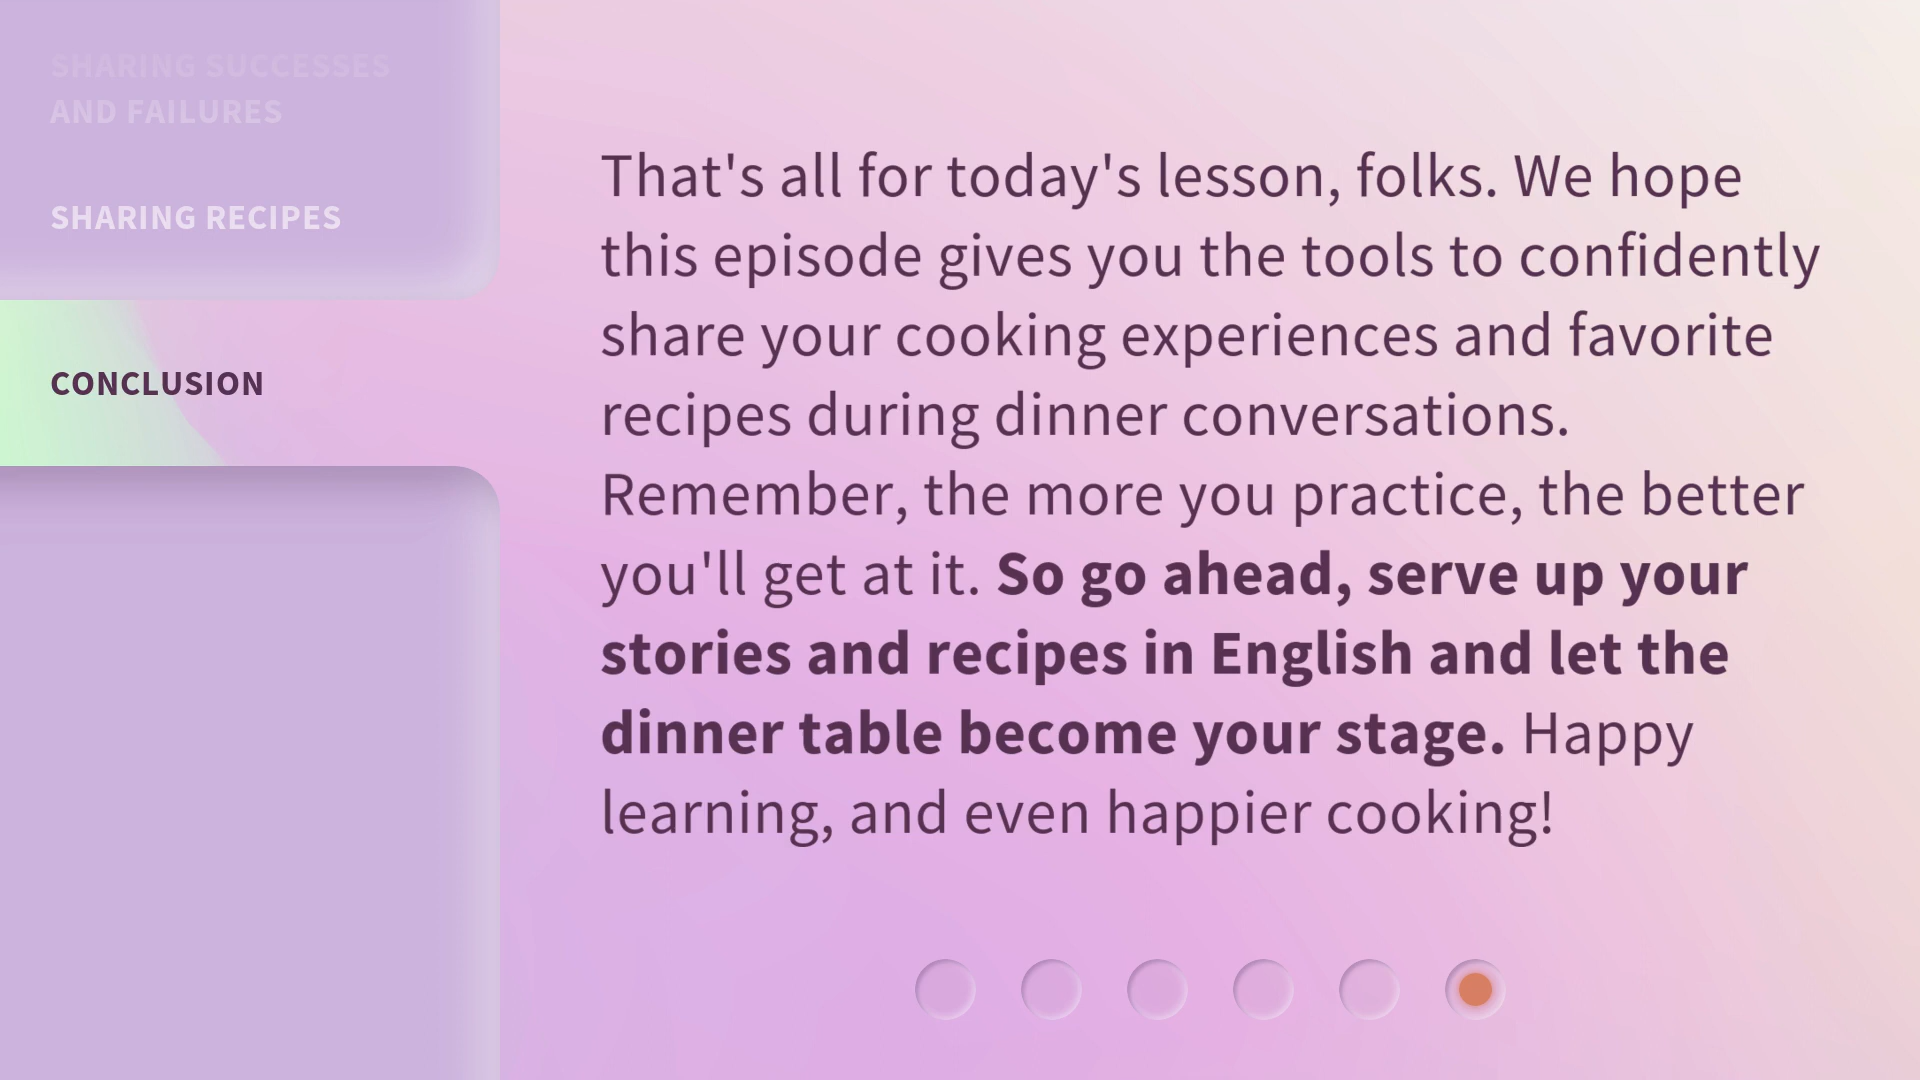 SHARING SUCCESSES
AND FAILURES
SHARING RECIPES
CONCLUSION
That's all for today's lesson, folks. We hope
this episode gives you the tools to confidently
share your cooking experiences and favorite
recipes during dinner conversations.
Remember, the more you practice, the better
you'll get at it. So go ahead, serve up your
stories and recipes in English and let the
dinner table become your stage. Happy
learning, and even happier cooking!